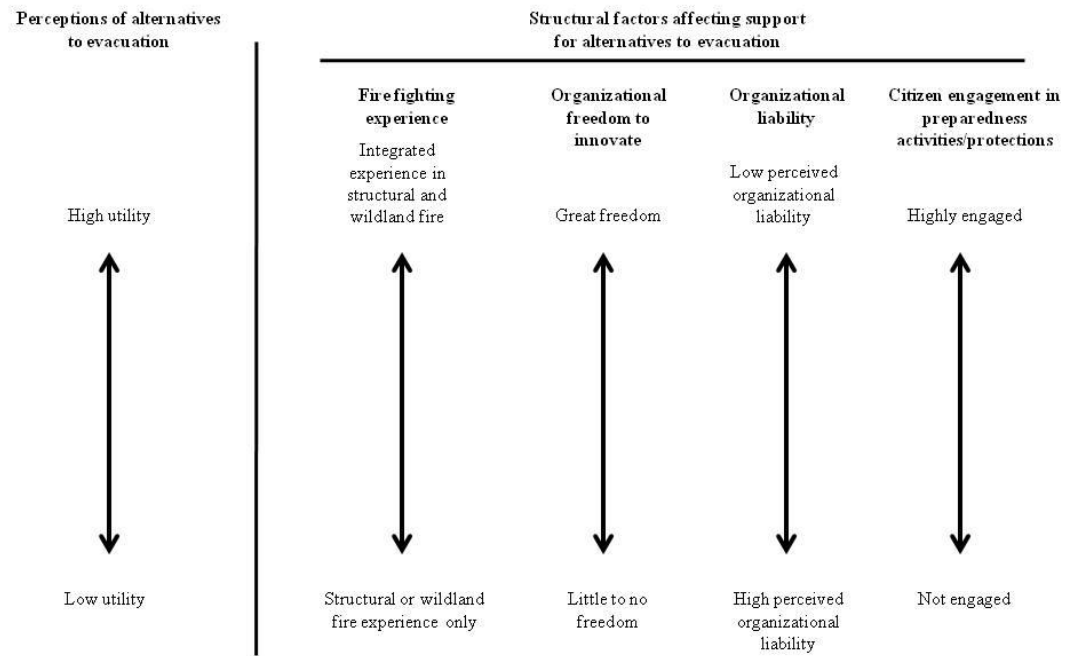 Perceptions of alternatives
to evacuation
Structural factors affecting support
for alternatives to evacuation
Fire fighting
experience
Integrated
experience in
structural and
wildland fire
Organizational
freedom to
innovate
Great freedom
Organizational
liability
Low perceived
organizational
liability
Citizen engagement in
preparedness
activities/protections
Highly engaged
High utility
Low utility
Structural or wildland
fire experience only
Little to no
freedom
High perceived
organizational
liability
Not engaged